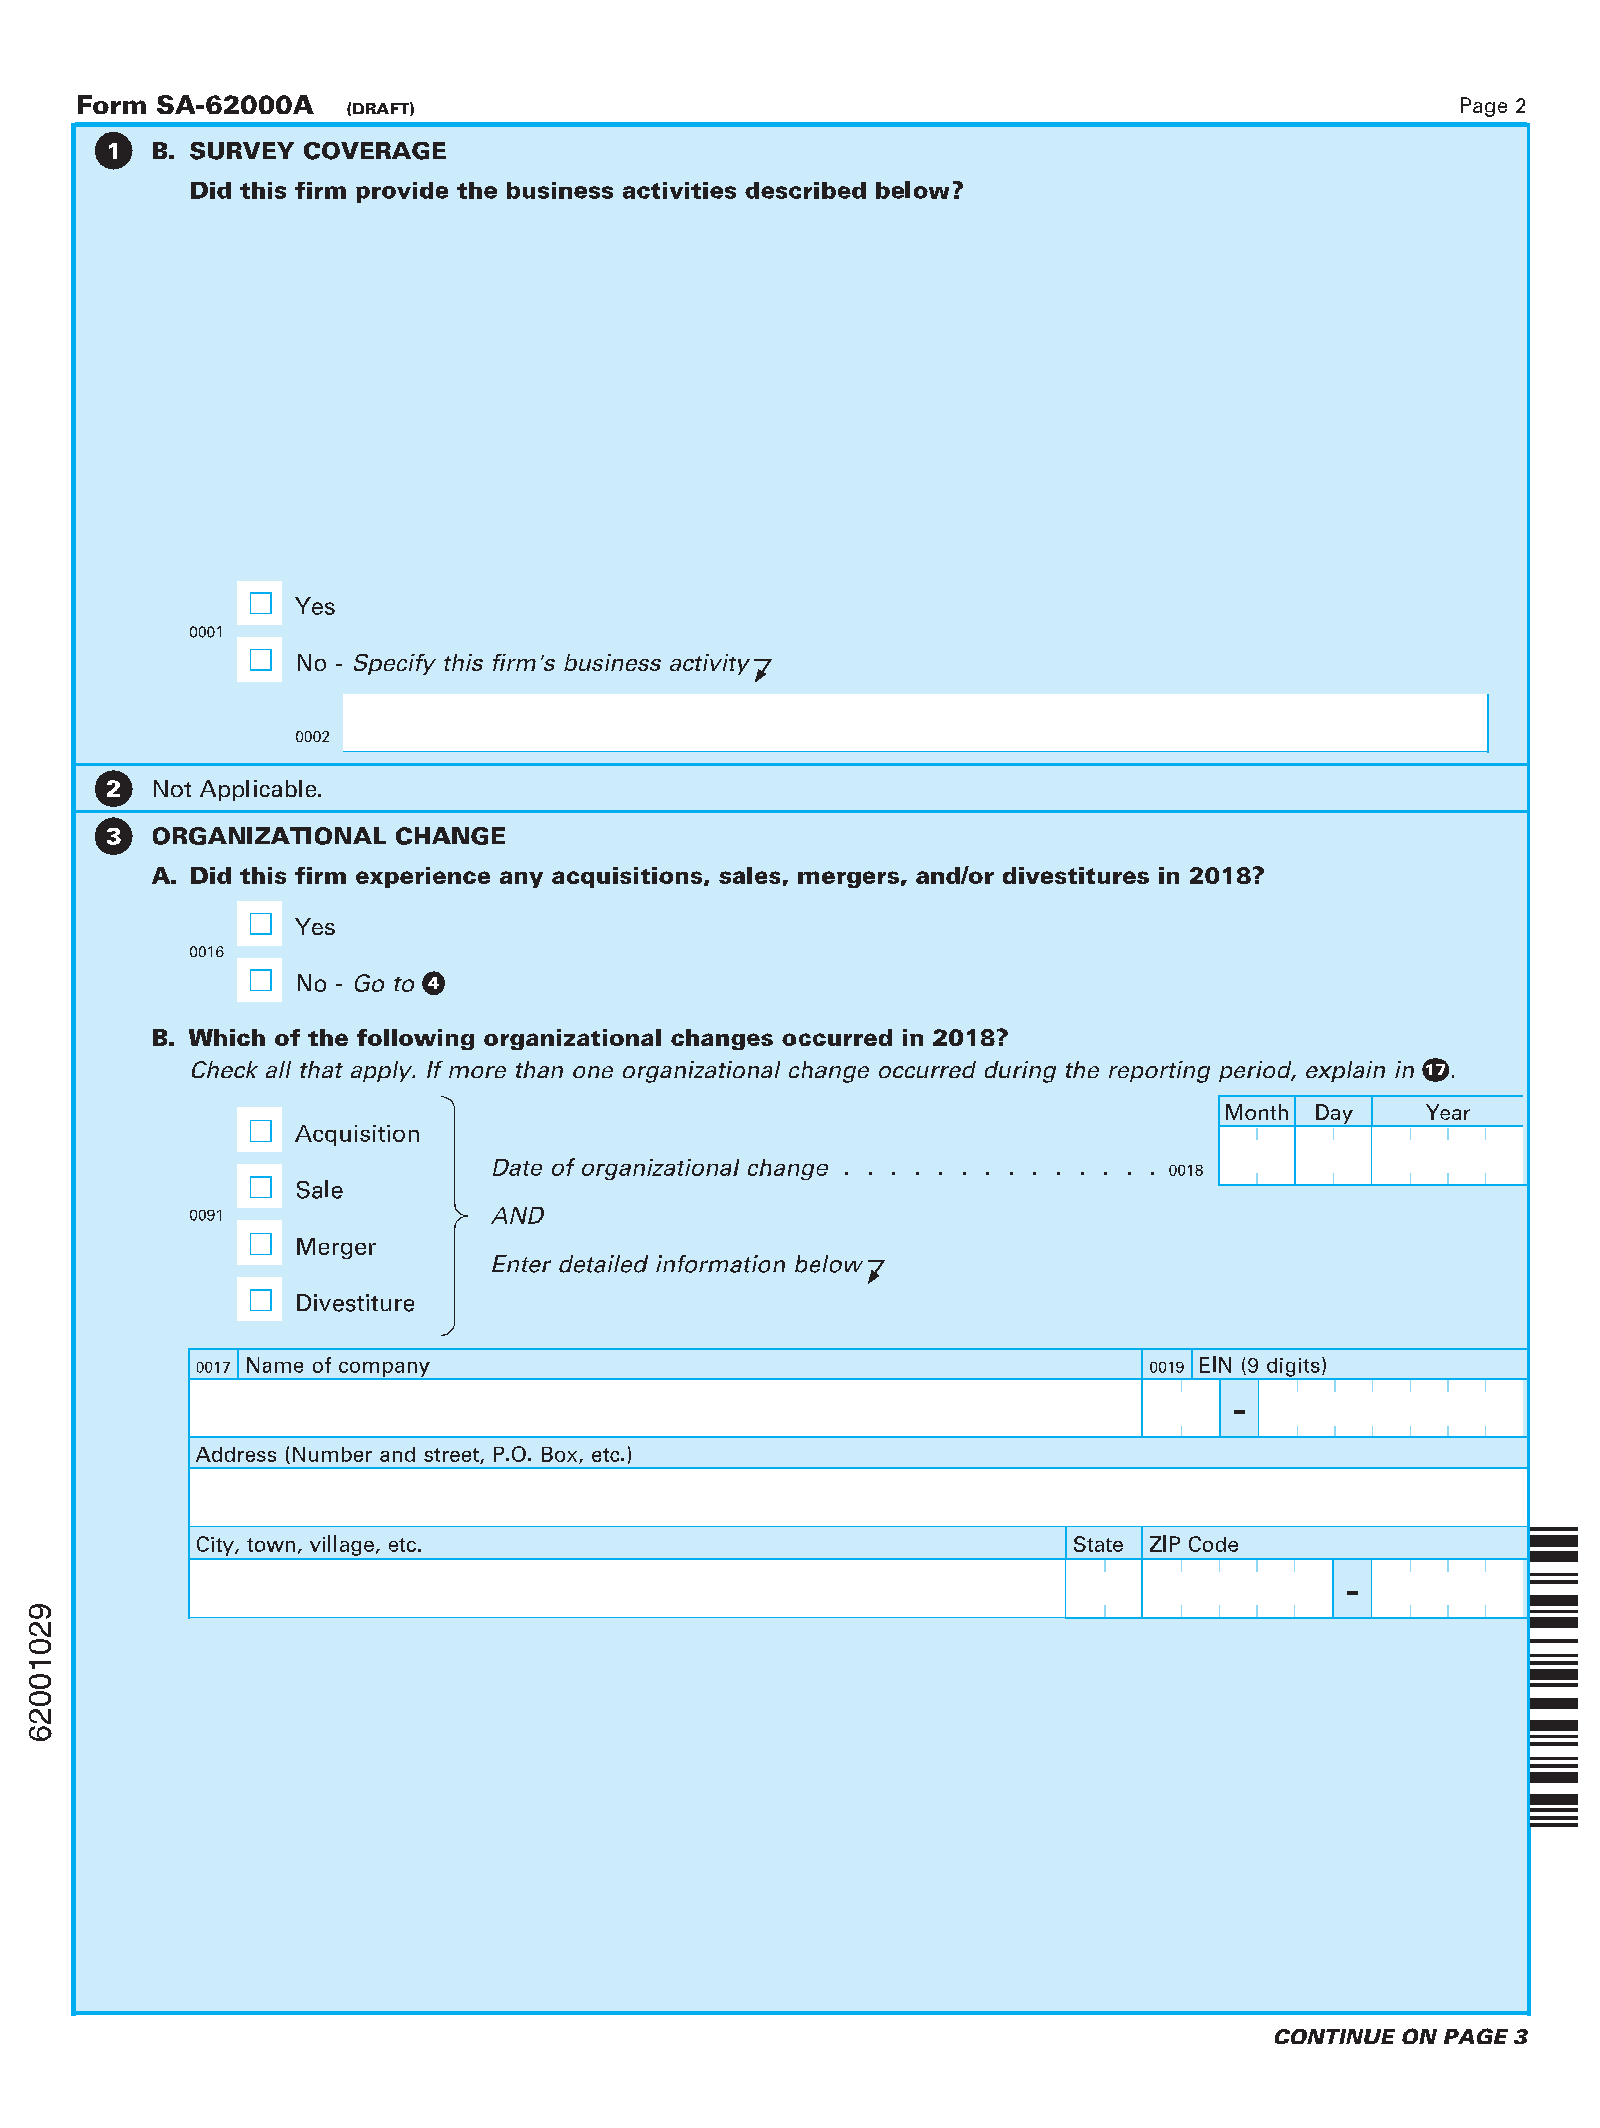 Form SA-62000A (DRAFT) Page 2
1 B. SURVEY COVERAGE
Did this firm provide the business activities described below?
Yes
0001
No - Specify this firm's business activity
0002
2 Not Applicable.
3 ORGANIZATIONAL CHANGE
A. Did this firm experience any acquisitions, sales, mergers, and/or divestitures in 2018?
Yes
0016
No - Go to 4
B. Which of the following organizational changes occurred in 2018?
Check all that apply. If more than one organizational change occurred during the reporting period, explain in 17.
Month Day Year
Acquisition
Date of organizational change . . . . . . . . . . . . . . 0018
Sale
0091
AND
Merger
Enter detailed information below
Divestiture
0017 Name of company 0019 EIN (9 digits)
-
Address (Number and street, P.O. Box, etc.)
City, town, village, etc. State ZIP Code
-
62001029
CONTINUE ON PAGE 3